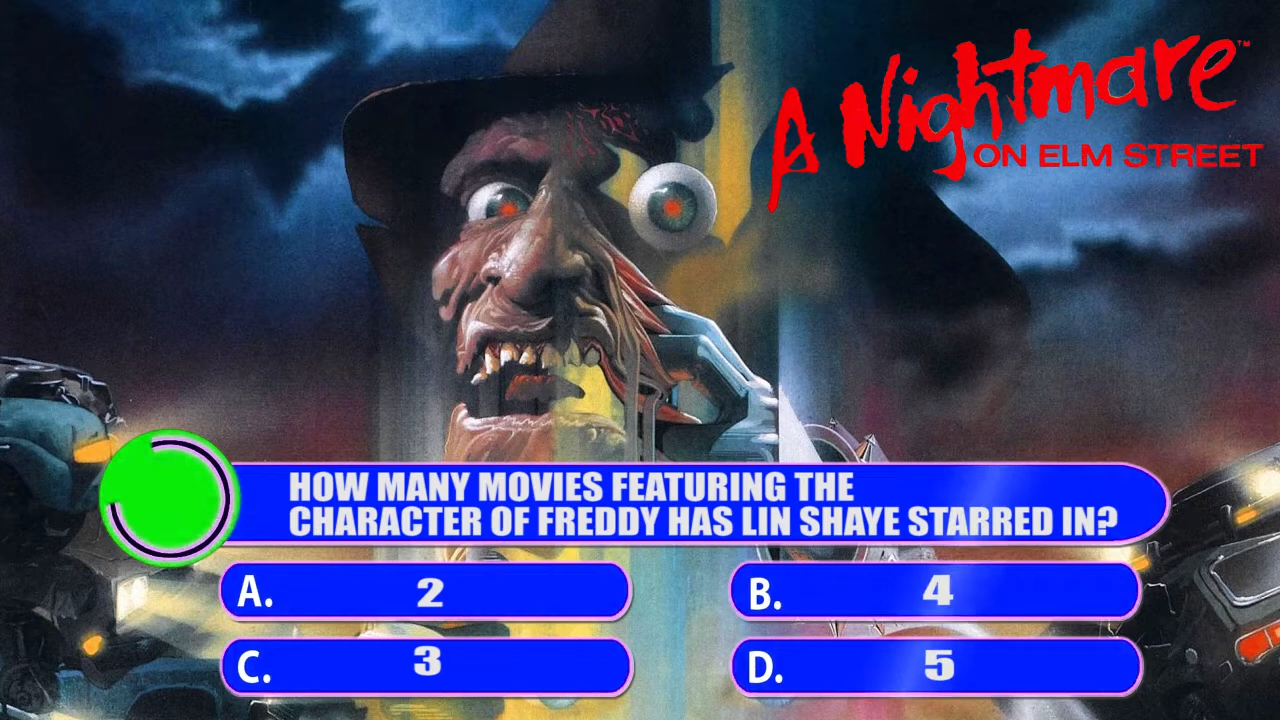 A Nightmare™
ON ELM STREET
HOW MANY MOVIES FEATURING THE
CHARACTER OF FREDDY HAS LIN SHAYE STARRED IN?
A. 2
B. 4
C. 3
D. 5